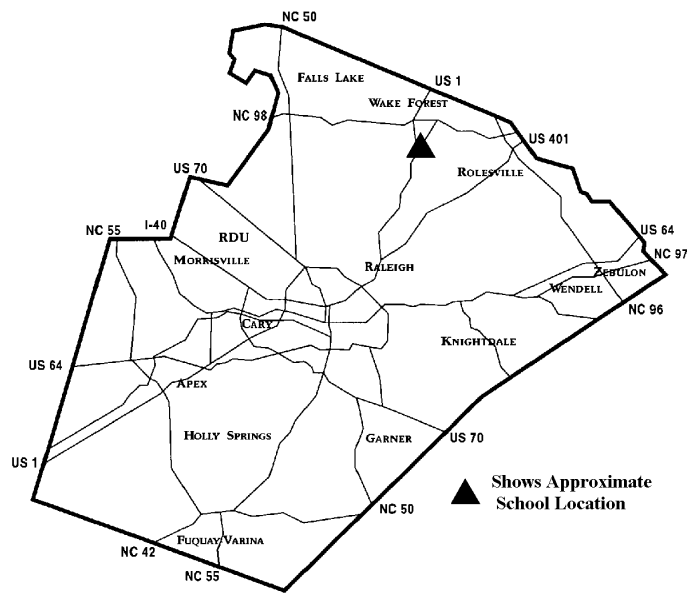 NC 50
FALLS LAKE
US 1
WAKE FOREST
NC 98
US 401
US 70
ROLESVILLE
NC 55
I-40
RDU
US 64
MORRISVILLE
RALEIGH
NC 97
ZEBULON
WENDELL
NC 96
CARY
KNIGHTDALE
US 64
APEX
HOLLY SPRINGS
GARNER
US 70
US 1
Shows Approximate
School Location
NC 50
FUQUAY-VARINA
NC 42
NC 55